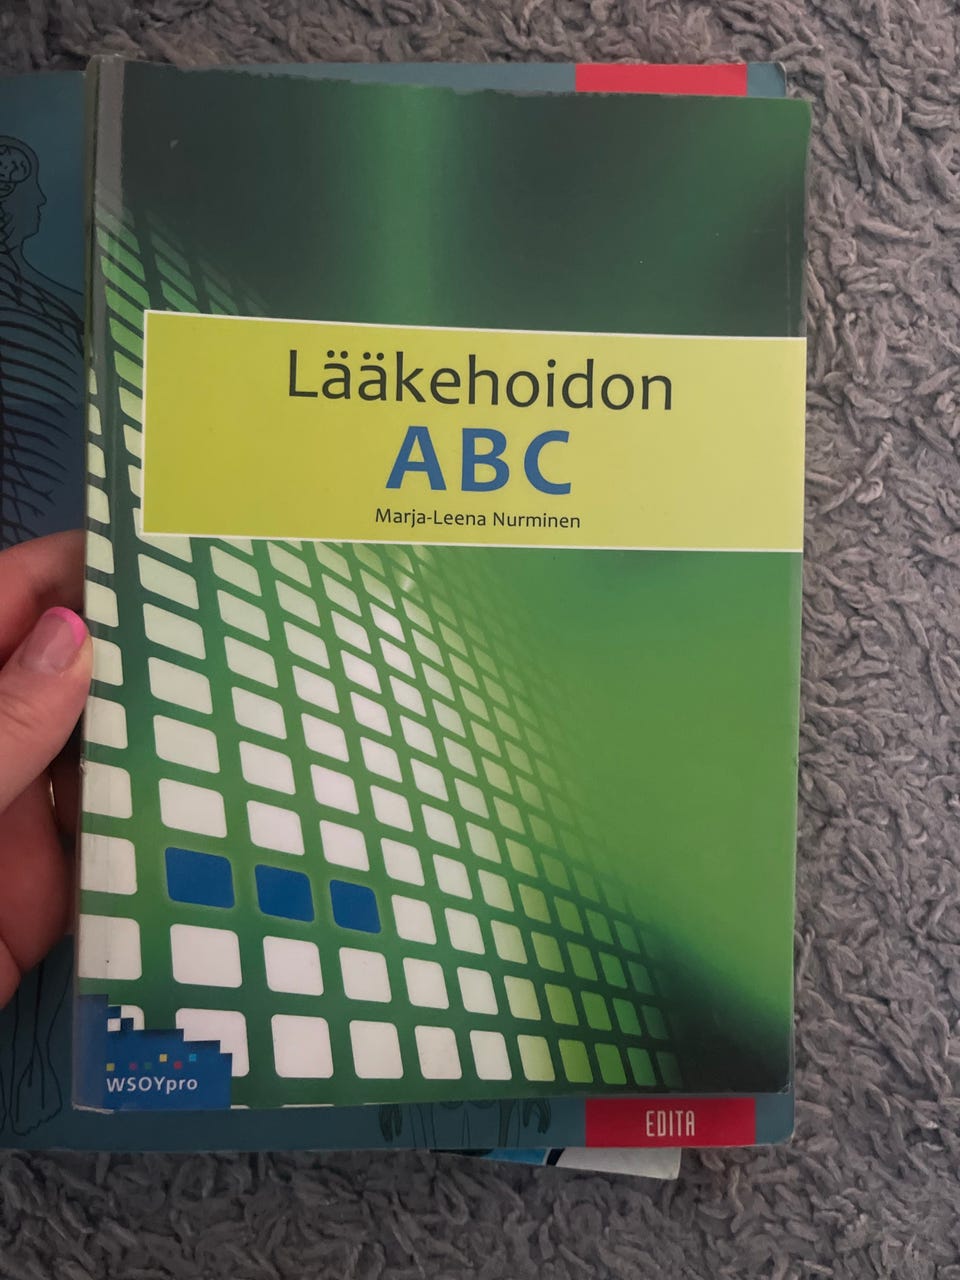 Lääkehoidon
ABC
Marja-Leena Nurminen
WSOYpro
EDITA